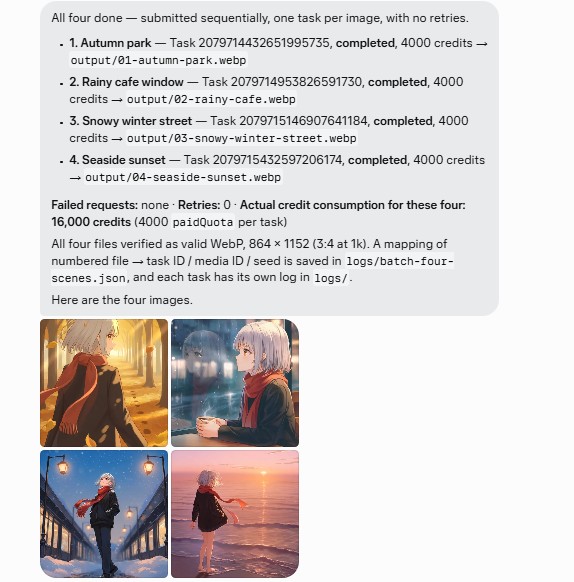 All four done — submitted sequentially, one task per image, with no retries.
• 1. Autumn park — Task 2079714432651995735, completed, 4000 credits →
output/01-autumn-park.webp
• 2. Rainy cafe window — Task 2079714953826591730, completed, 4000
credits → output/02-rainy-cafe.webp
• 3. Snowy winter street — Task 2079715146907641184, completed, 4000
credits → output/03-snowy-winter-street.webp
• 4. Seaside sunset — Task 2079715432597206174, completed, 4000 credits
→ output/04-seaside-sunset.webp
Failed requests: none · Retries: 0 · Actual credit consumption for these four:
16,000 credits (4000 paidQuota per task)
All four files verified as valid WebP, 864 × 1152 (3:4 at 1k). A mapping of
numbered file → task ID / media ID / seed is saved in logs/batch-four-
scenes.json, and each task has its own log in logs/.
Here are the four images.